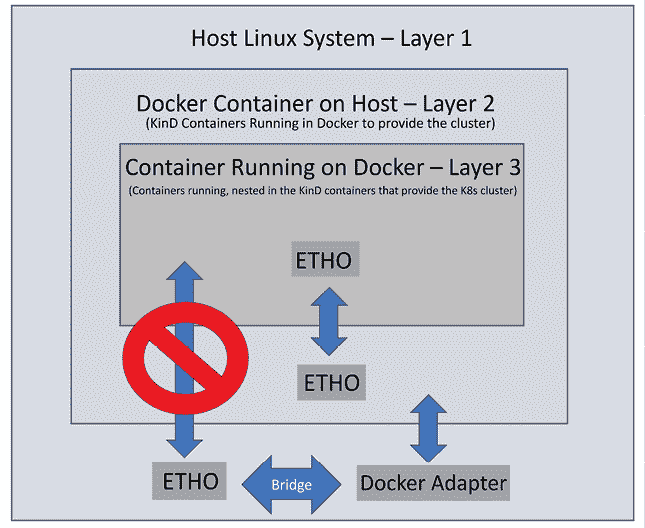 Host Linux System – Layer 1
Docker Container on Host – Layer 2
(KinD Containers Running in Docker to provide the cluster)
Container Running on Docker – Layer 3
(Containers running, nested in the KinD containers that provide the K8s cluster)
ETHO
ETHO
ETHO
Bridge
Docker Adapter